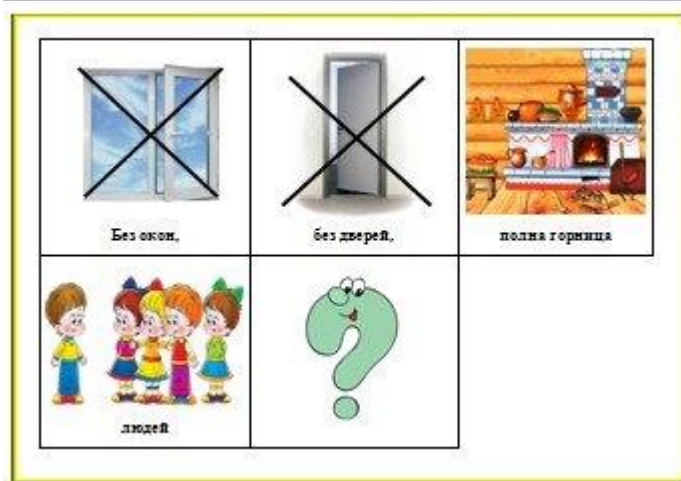 Без окон,
без дверей,
полна горница
людей
?